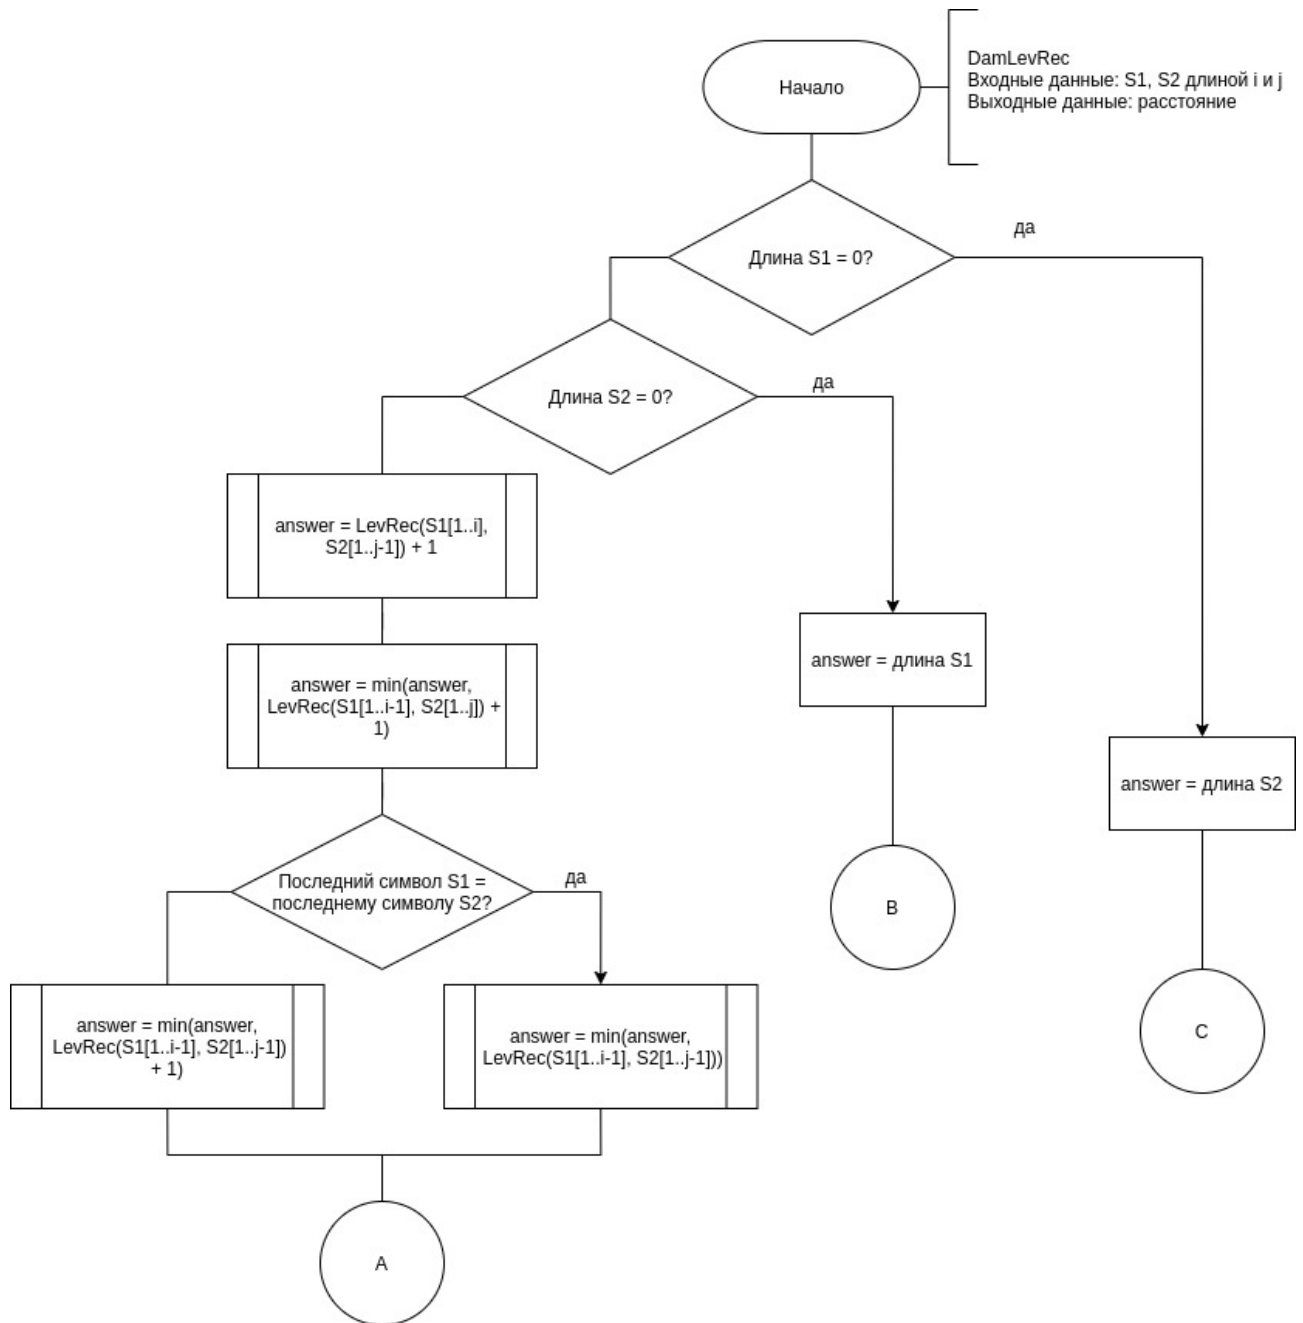 DamLevRec
Входные данные: S1, S2 длиной i и j
Выходные данные: расстояние
Начало
да
Длина S1 = 0?
да
Длина S2 = 0?
answer = LevRec(S1[1..i],
S2[1..j-1]) + 1
answer = min(answer,
LevRec(S1[1..i-1], S2[1..j]) +
1)
answer = длина S1
answer = длина S2
да
Последний символ S1 =
последнему символу S2?
B
answer = min(answer,
LevRec(S1[1..i-1], S2[1..j-1])
+ 1)
answer = min(answer,
LevRec(S1[1..i-1], S2[1..j-1]))
C
A